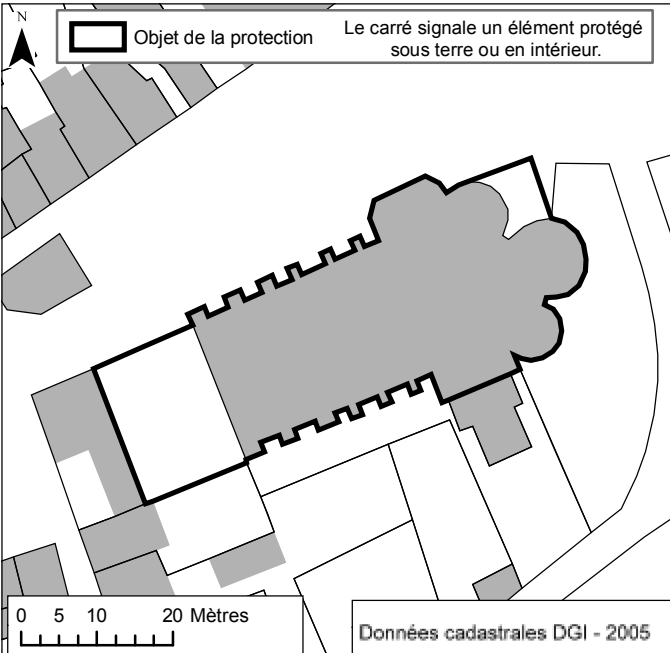 N
Objet de la protection
Le carré signale un élément protégé
sous terre ou en intérieur.
0 5 10 20 Mètres
Données cadastrales DGI - 2005